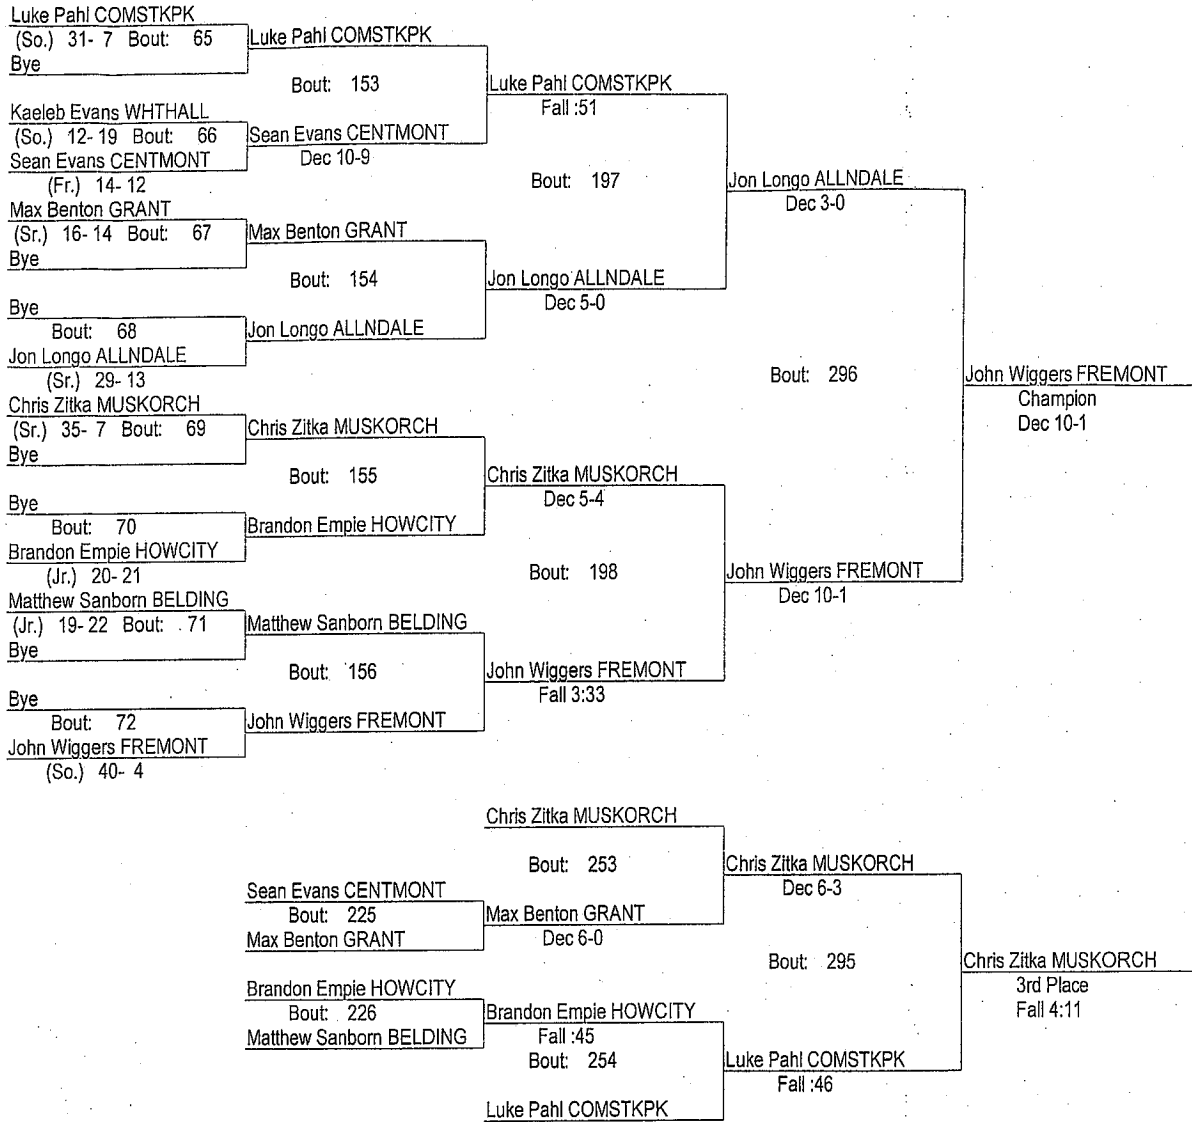 Luke Pahl COMSTKPK
(So.) 31- 7 Bout: 65
Bye
Luke Pahl COMSTKPK
Bout: 153
Kaeleb Evans WHTHALL
(So.) 12- 19 Bout: 66
Sean Evans CENTMONT
(Fr.) 14- 12
Sean Evans CENTMONT
Dec 10-9
Luke Pahl COMSTKPK
Fall :51
Bout: 197
Max Benton GRANT
(Sr.) 16- 14 Bout: 67
Bye
Max Benton GRANT
Bout: 154
Bye
Bout: 68
Jon Longo ALLNDALE
(Sr.) 29- 13
Jon Longo ALLNDALE
Jon Longo ALLNDALE
Dec 5-0
Jon Longo ALLNDALE
Dec 3-0
Bout: 296
Chris Zitka MUSKORCH
(Sr.) 35- 7 Bout: 69
Bye
Chris Zitka MUSKORCH
Bout: 155
Bye
Bout: 70
Brandon Empie HOWCITY
(Jr.) 20- 21
Brandon Empie HOWCITY
Chris Zitka MUSKORCH
Dec 5-4
Bout: 198
Matthew Sanborn BELDING
(Jr.) 19- 22 Bout: 71
Bye
Matthew Sanborn BELDING
Bout: 156
Bye
Bout: 72
John Wiggers FREMONT
(So.) 40- 4
John Wiggers FREMONT
John Wiggers FREMONT
Fall 3:33
John Wiggers FREMONT
Dec 10-1
John Wiggers FREMONT
Champion
Dec 10-1
Chris Zitka MUSKORCH
Bout: 253
Sean Evans CENTMONT
Bout: 225
Max Benton GRANT
Max Benton GRANT
Dec 6-0
Chris Zitka MUSKORCH
Dec 6-3
Bout: 295
Brandon Empie HOWCITY
Bout: 226
Matthew Sanborn BELDING
Brandon Empie HOWCITY
Fall :45
Bout: 254
Luke Pahl COMSTKPK
Luke Pahl COMSTKPK
Fall :46
Chris Zitka MUSKORCH
3rd Place
Fall 4:11